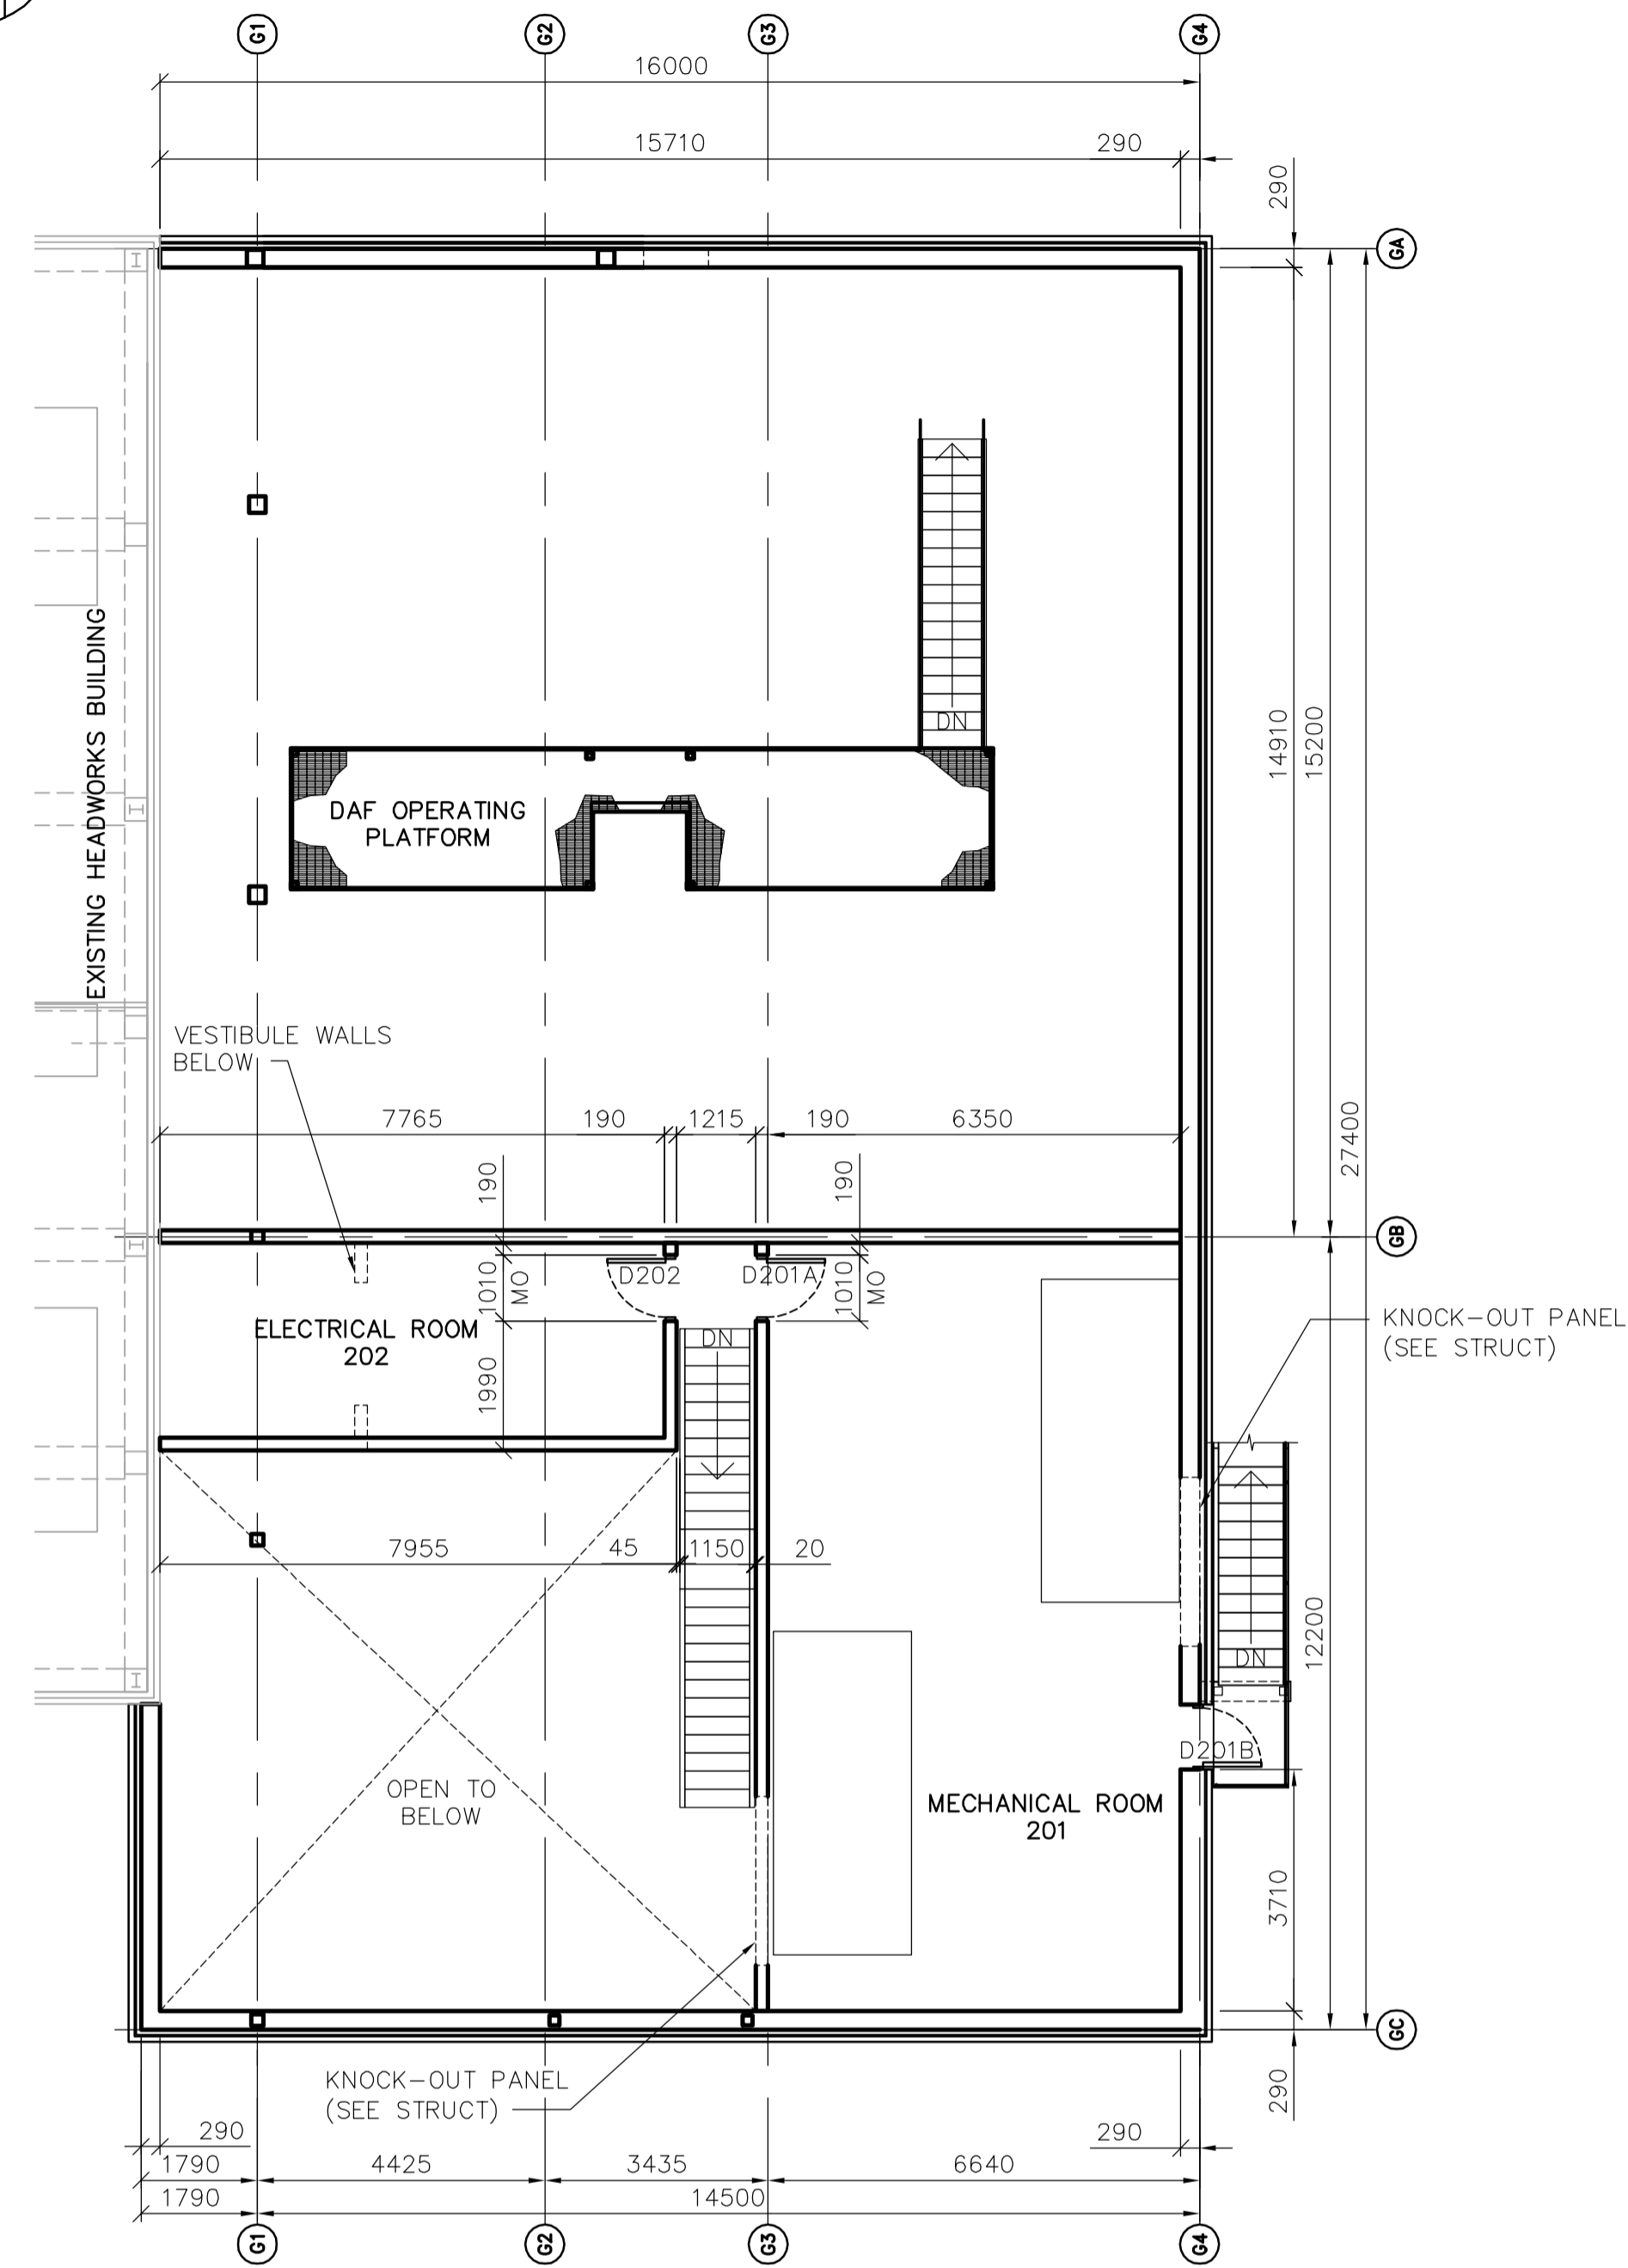 G1
G2
G3
G4
16000
15710
290
290
GA
EXISTING HEADWORKS BUILDING
DN
14910
15200
DAF OPERATING
PLATFORM
VESTIBULE WALLS
BELOW
7765
190
1215
190
6350
27400
190
190
GB
D202
D201A
1010
MO
1010
MO
ELECTRICAL ROOM
202
DN
KNOCK-OUT PANEL
(SEE STRUCT)
1990
7955
45
1150
20
12200
DN
D201B
OPEN TO
BELOW
MECHANICAL ROOM
201
3710
GC
KNOCK-OUT PANEL
(SEE STRUCT)
290
290
290
1790
4425
3435
6640
1790
14500
G1
G2
G3
G4